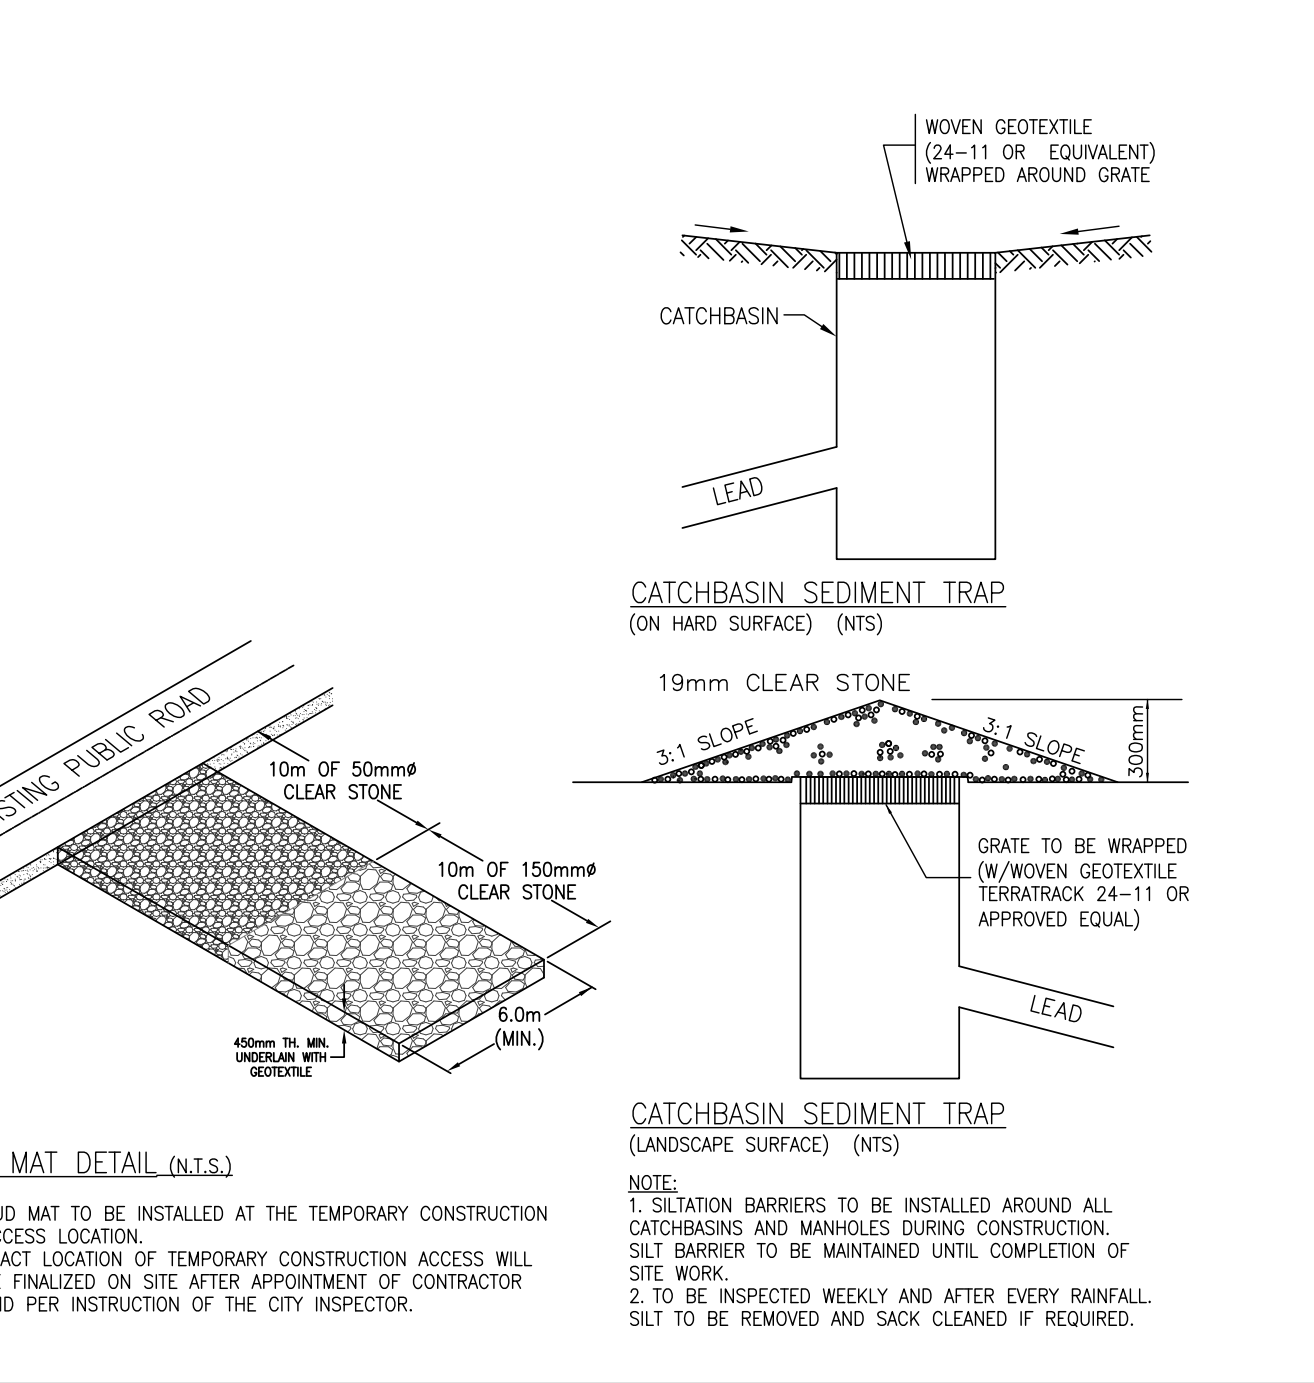 WOVEN GEOTEXTILE
(24-11 OR EQUIVALENT)
WRAPPED AROUND GRATE
CATCHBASIN
LEAD
CATCHBASIN SEDIMENT TRAP
(ON HARD SURFACE) (NTS)
19mm CLEAR STONE
3:1 SLOPE
3:1 SLOPE
300mm
GRATE TO BE WRAPPED
(W/WOVEN GEOTEXTILE
TERRATRACK 24-11 OR
APPROVED EQUAL)
LEAD
CATCHBASIN SEDIMENT TRAP
(LANDSCAPE SURFACE) (NTS)
NOTE:
1. SILTATION BARRIERS TO BE INSTALLED AROUND ALL
CATCHBASINS AND MANHOLES DURING CONSTRUCTION.
SILT BARRIER TO BE MAINTAINED UNTIL COMPLETION OF
SITE WORK.
2. TO BE INSPECTED WEEKLY AND AFTER EVERY RAINFALL.
SILT TO BE REMOVED AND SACK CLEANED IF REQUIRED.
STING PUBLIC ROAD
10m OF 50mmø
CLEAR STONE
10m OF 150mmø
CLEAR STONE
6.0m
(MIN.)
450mm TH. MIN.
UNDERLAIN WITH
GEOTEXTILE
MAT DETAIL (N.T.S.)
UD MAT TO BE INSTALLED AT THE TEMPORARY CONSTRUCTION
CCESS LOCATION.
ACT LOCATION OF TEMPORARY CONSTRUCTION ACCESS WILL
E FINALIZED ON SITE AFTER APPOINTMENT OF CONTRACTOR
ND PER INSTRUCTION OF THE CITY INSPECTOR.